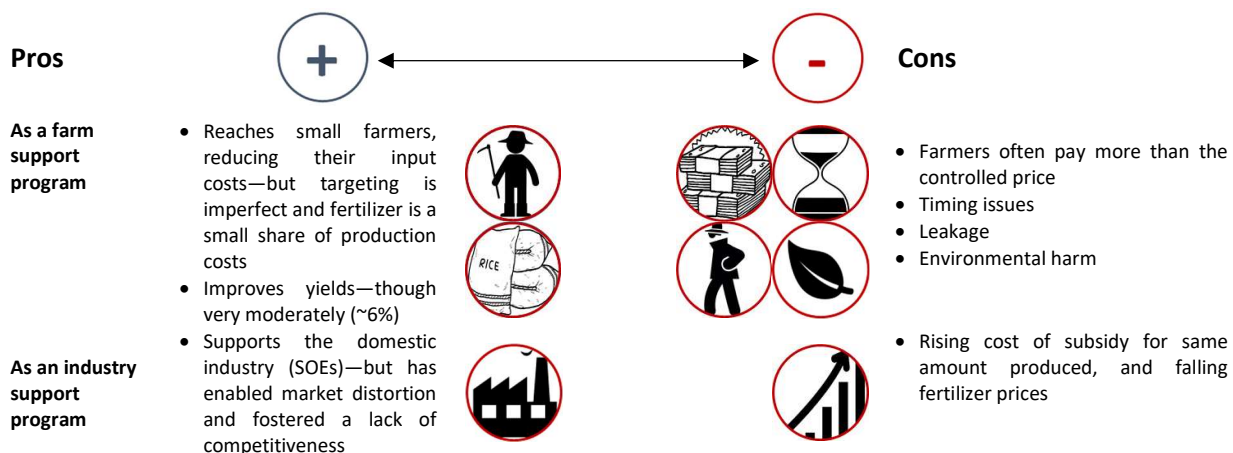 Pros
+
-
Cons
As a farm
support
program
• Reaches small farmers,
reducing their input
costs—but targeting is
imperfect and fertilizer is a
small share of production
costs
• Improves yields—though
very moderately (~6%)
RICE
• Farmers often pay more than the
controlled price
• Timing issues
• Leakage
• Environmental harm
As an industry
support
program
• Supports the domestic
industry (SOEs)—but has
enabled market distortion
and fostered a lack of
competitiveness
• Rising cost of subsidy for same
amount produced, and falling
fertilizer prices